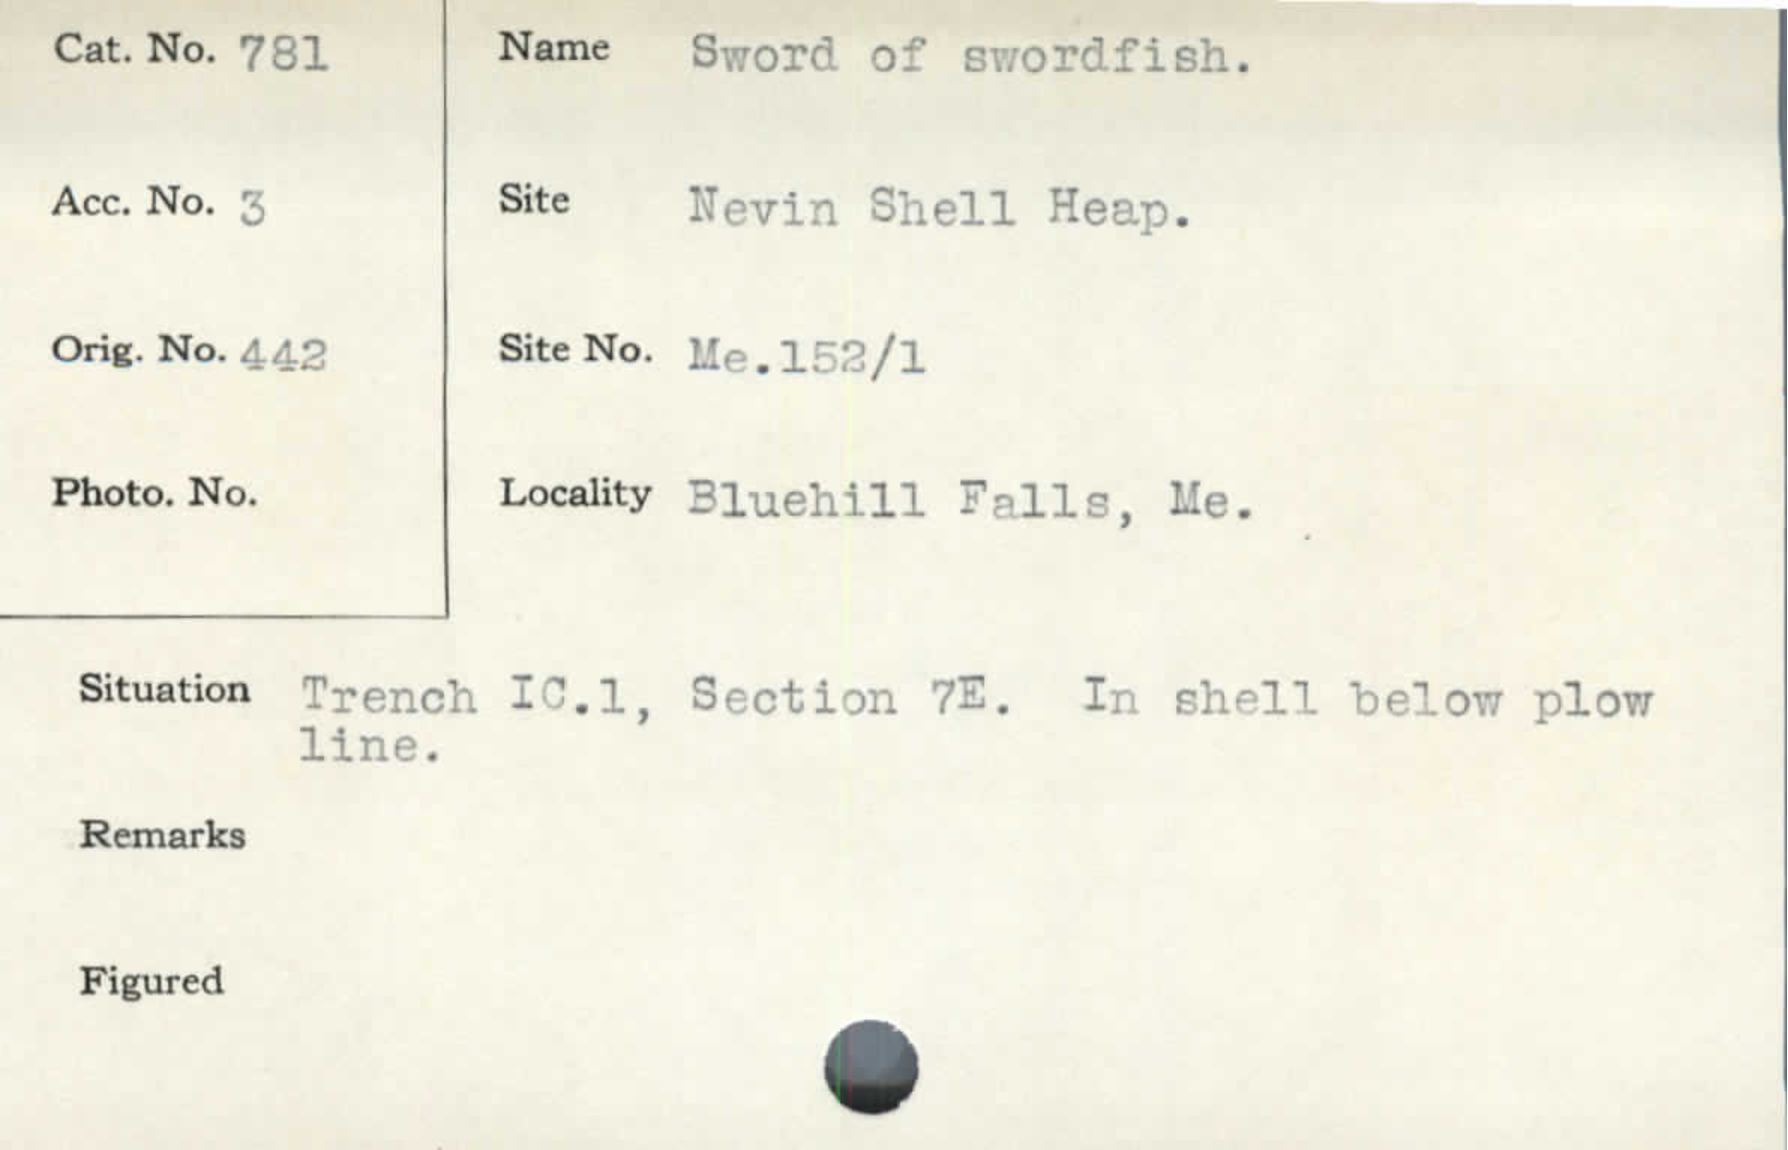 Cat. No. 781 Name Sword of swordfish.
Acc. No. 3 Site Nevin Shell Heap.
Orig. No. 442 Site No. Me.152/1
Photo. No. Locality Bluehill Falls, Me.
Situation Trench IC.1, Section 7E. In shell below plow
line.
Remarks
Figured